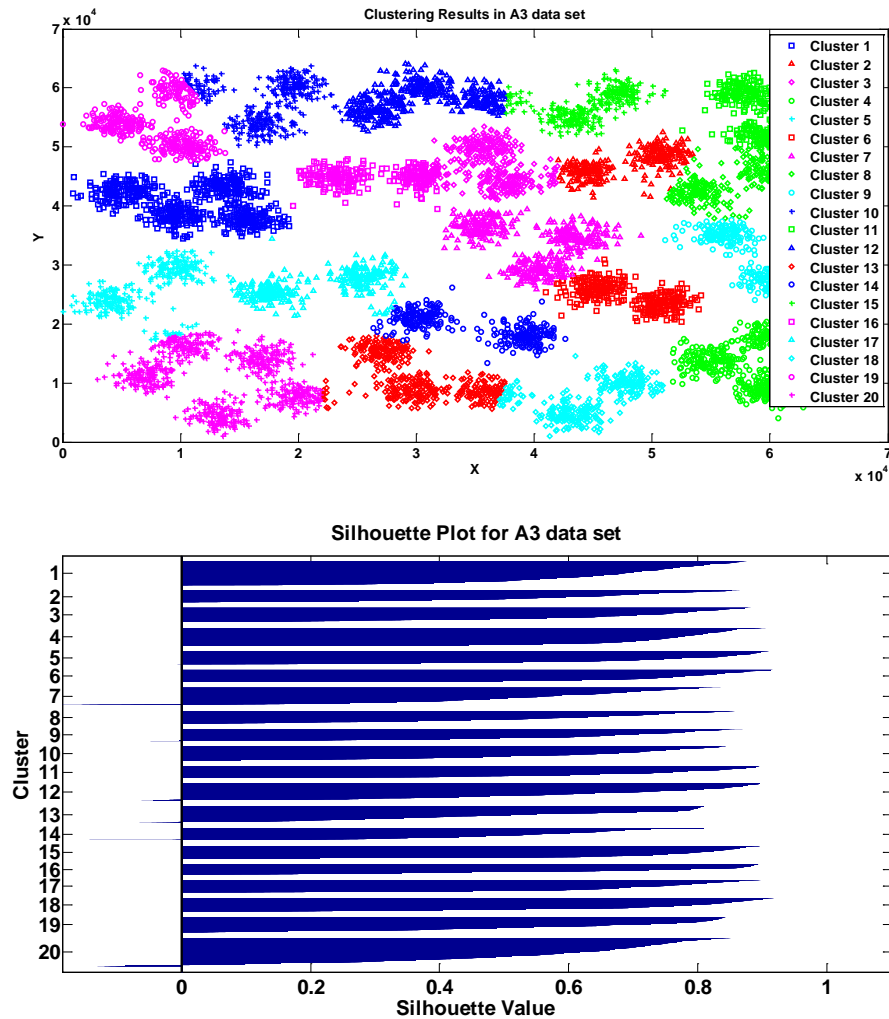 Clustering Results in A3 data set
x 10^4
7
6
5
4
3
2
1
0
Y
0
1
2
3
4
5
6
7
X
x 10^4
Cluster 1
Cluster 2
Cluster 3
Cluster 4
Cluster 5
Cluster 6
Cluster 7
Cluster 8
Cluster 9
Cluster 10
Cluster 11
Cluster 12
Cluster 13
Cluster 14
Cluster 15
Cluster 16
Cluster 17
Cluster 18
Cluster 19
Cluster 20
Silhouette Plot for A3 data set
1
2
3
4
5
6
7
8
9
10
11
12
13
14
15
16
17
18
19
20
Cluster
0
0.2
0.4
0.6
0.8
1
Silhouette Value